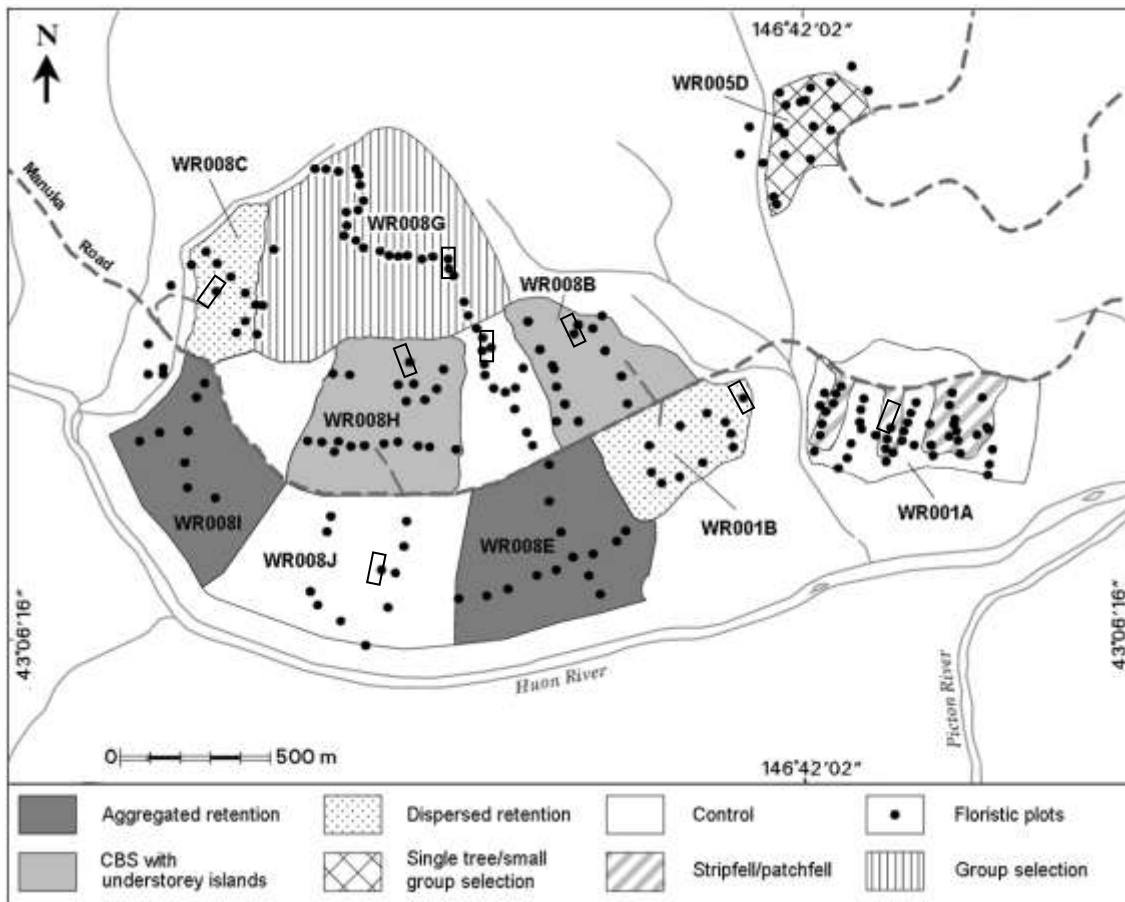 146°42′02″
N
WR005D
WR008C
Manuka
Road
WR008G
WR008B
WR008H
WR008I
WR001B
WR001A
WR008J
WR008E
43°06′16″
43°06′16″
Huon River
Picton River
0 500 m
146°42′02″
Aggregated retention
Dispersed retention
Control
Floristic plots
CBS with
understorey islands
Single tree/small
group selection
Stripfell/patchfell
Group selection